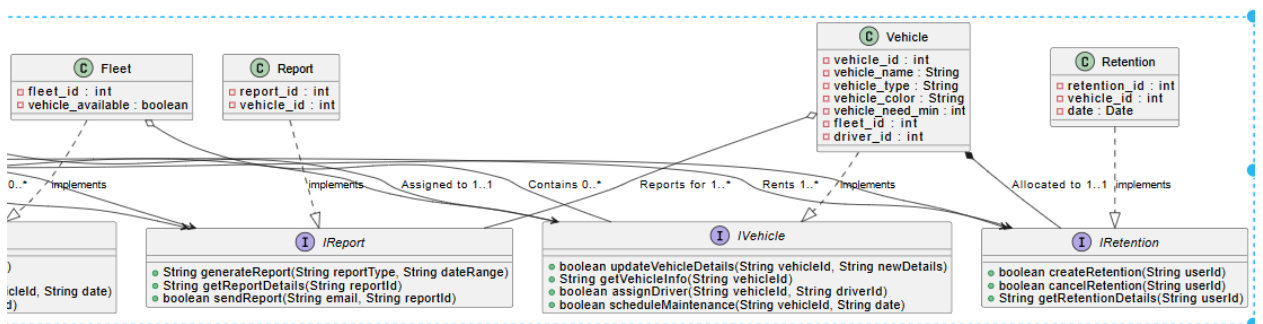 C Fleet
fleet_id : int
vehicle_available : boolean
C Report
report_id : int
vehicle_id : int
C Vehicle
vehicle_id : int
vehicle_name : String
vehicle_type : String
vehicle_color : String
vehicle_need_min : int
fleet_id : int
driver_id : int
C Retention
retention_id : int
vehicle_id : int
date : Date
0..*
implements
implements
Assigned to 1..1
Contains 0..*
Reports for 1..*
Rents 1..*
implements
Allocated to 1..1
implements
)
String date)
d)
I IReport
String generateReport(String reportType, String dateRange)
String getReportDetails(String reportId)
boolean sendReport(String email, String reportId)
I IVehicle
boolean updateVehicleDetails(String vehicleId, String newDetails)
String getVehicleInfo(String vehicleId)
boolean assignDriver(String vehicleId, String driverId)
boolean scheduleMaintenance(String vehicleId, String date)
I IRetention
boolean createRetention(String userId)
boolean cancelRetention(String userId)
String getRetentionDetails(String userId)